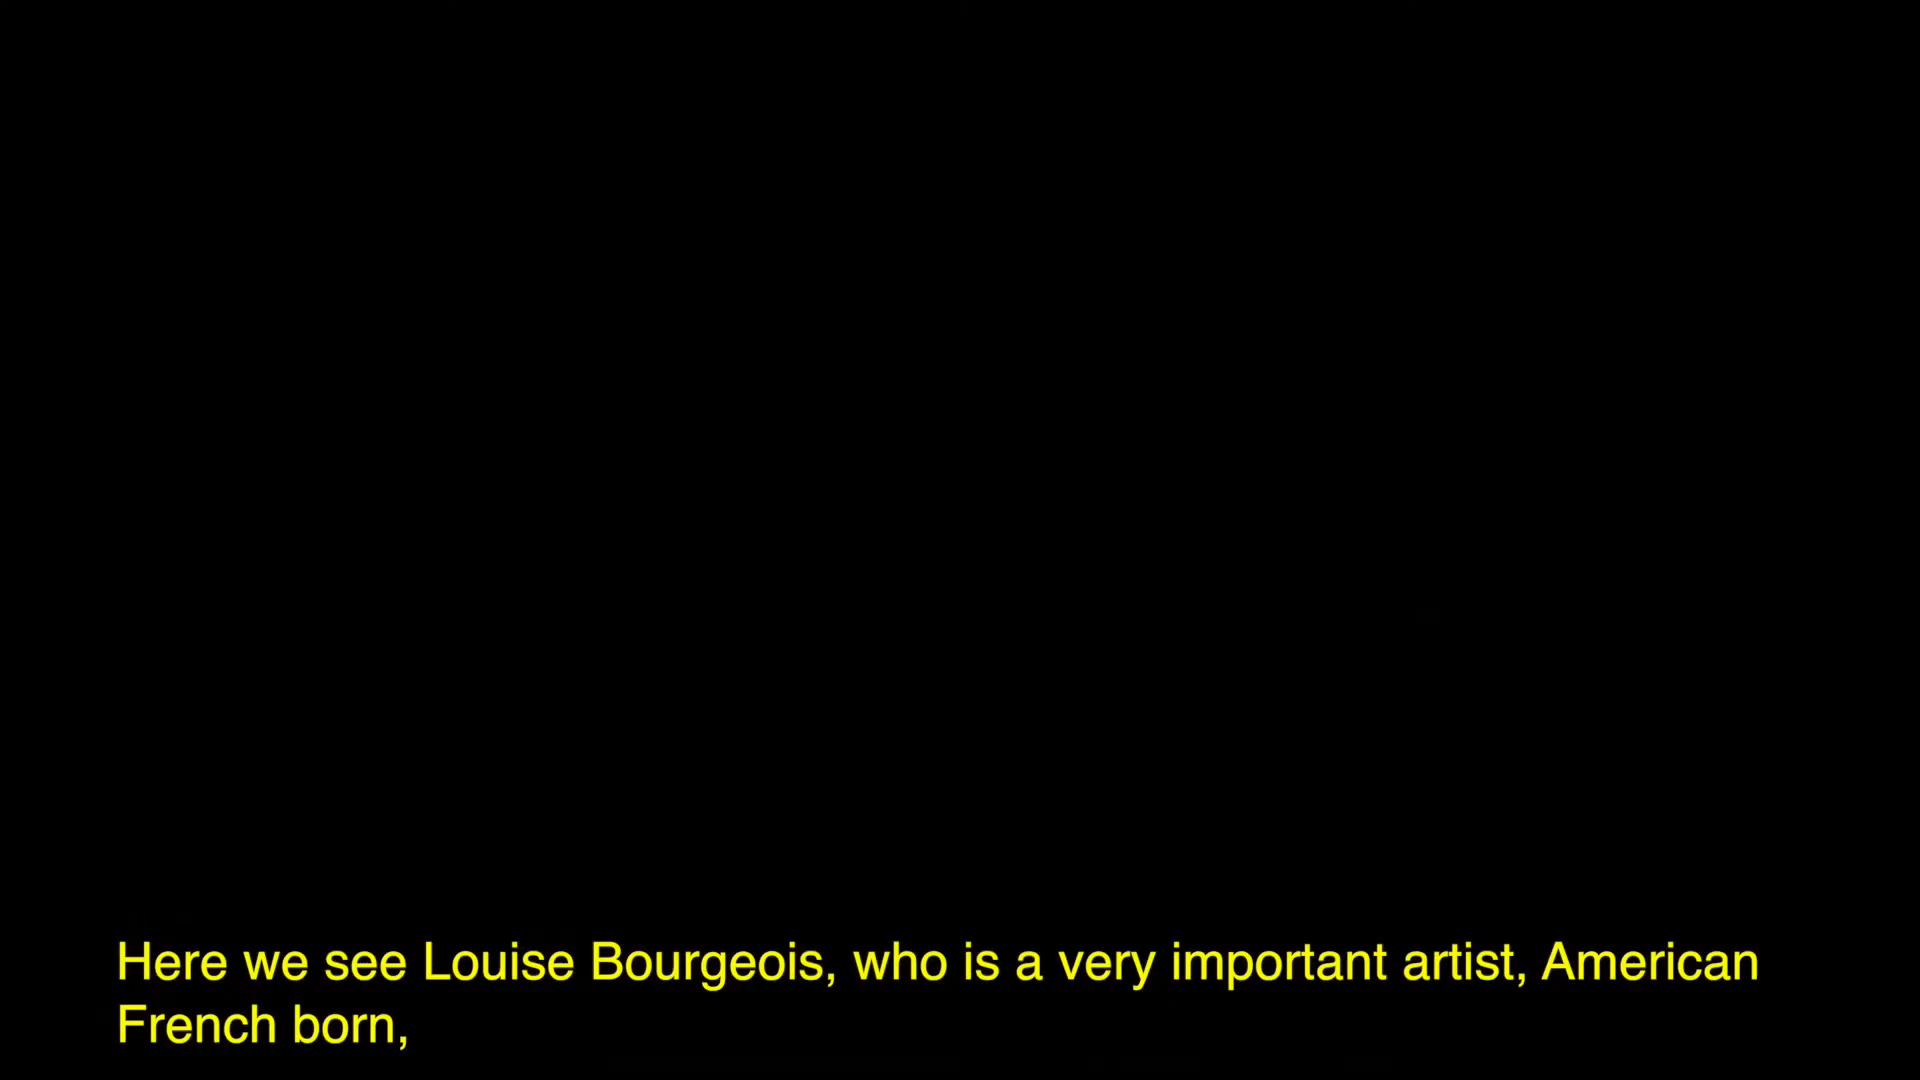 Here we see Louise Bourgeois, who is a very important artist, American
French born,